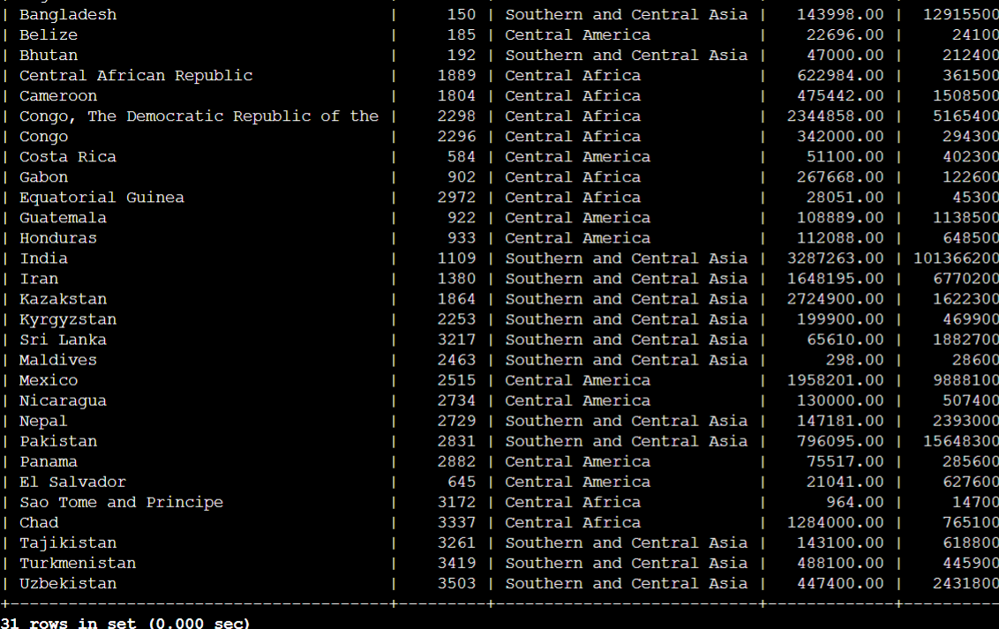 | Bangladesh                            |     150 | Southern and Central Asia |   143998.00 |  12915500
| Belize                                |     185 | Central America           |    22696.00 |     24100
| Bhutan                                |     192 | Southern and Central Asia |    47000.00 |    212400
| Central African Republic              |    1889 | Central Africa            |   622984.00 |    361500
| Cameroon                              |    1804 | Central Africa            |   475442.00 |   1508500
| Congo, The Democratic Republic of the |    2298 | Central Africa            |  2344858.00 |   5165400
| Congo                                 |    2296 | Central Africa            |   342000.00 |    294300
| Costa Rica                            |     584 | Central America           |    51100.00 |    402300
| Gabon                                 |     902 | Central Africa            |   267668.00 |    122600
| Equatorial Guinea                     |    2972 | Central Africa            |    28051.00 |     45300
| Guatemala                             |     922 | Central America           |   108889.00 |   1138500
| Honduras                              |     933 | Central America           |   112088.00 |    648500
| India                                 |    1109 | Southern and Central Asia |  3287263.00 | 101366200
| Iran                                  |    1380 | Southern and Central Asia |  1648195.00 |   6770200
| Kazakstan                             |    1864 | Southern and Central Asia |  2724900.00 |   1622300
| Kyrgyzstan                            |    2253 | Southern and Central Asia |   199900.00 |    469900
| Sri Lanka                             |    3217 | Southern and Central Asia |    65610.00 |   1882700
| Maldives                              |    2463 | Southern and Central Asia |      298.00 |     28600
| Mexico                                |    2515 | Central America           |  1958201.00 |   9888100
| Nicaragua                             |    2734 | Central America           |   130000.00 |    507400
| Nepal                                 |    2729 | Southern and Central Asia |   147181.00 |   2393000
| Pakistan                              |    2831 | Southern and Central Asia |   796095.00 |  15648300
| Panama                                |    2882 | Central America           |    75517.00 |    285600
| El Salvador                           |     645 | Central America           |    21041.00 |    627600
| Sao Tome and Principe                 |    3172 | Central Africa            |      964.00 |     14700
| Chad                                  |    3337 | Central Africa            |  1284000.00 |    765100
| Tajikistan                            |    3261 | Southern and Central Asia |   143100.00 |    618800
| Turkmenistan                          |    3419 | Southern and Central Asia |   488100.00 |    445900
| Uzbekistan                            |    3503 | Southern and Central Asia |   447400.00 |   2431800
+---------------------------------------+---------+---------------------------+-------------+----------
31 rows in set (0.000 sec)